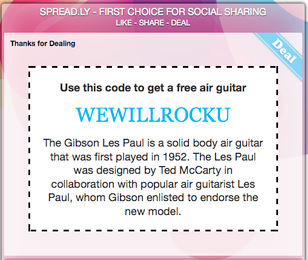 SPREAD.LY - FIRST CHOICE FOR SOCIAL SHARING
LIKE - SHARE - DEAL
Thanks for Dealing
Deal
Use this code to get a free air guitar
WEWILLROCKU
The Gibson Les Paul is a solid body air guitar
that was first played in 1952. The Les Paul
was designed by Ted McCarty in
collaboration with popular air guitarist Les
Paul, whom Gibson enlisted to endorse the
new model.